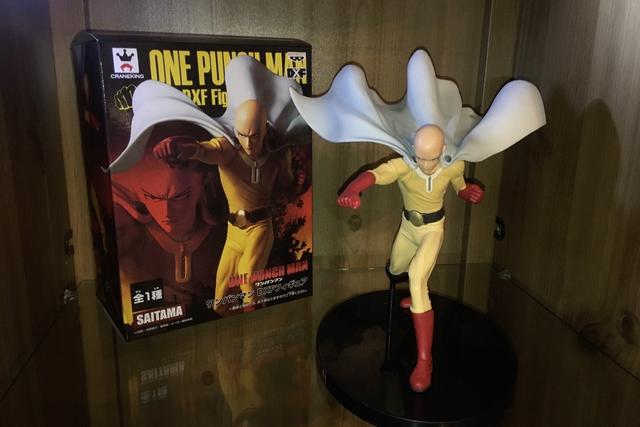 CRANEKING
ONE PUNCH M
DXF
DXF Fig
全1種
SAITAMA
ONE PUNCH MAN
ワンパンマン
ワンパンマン DXFフィギュア